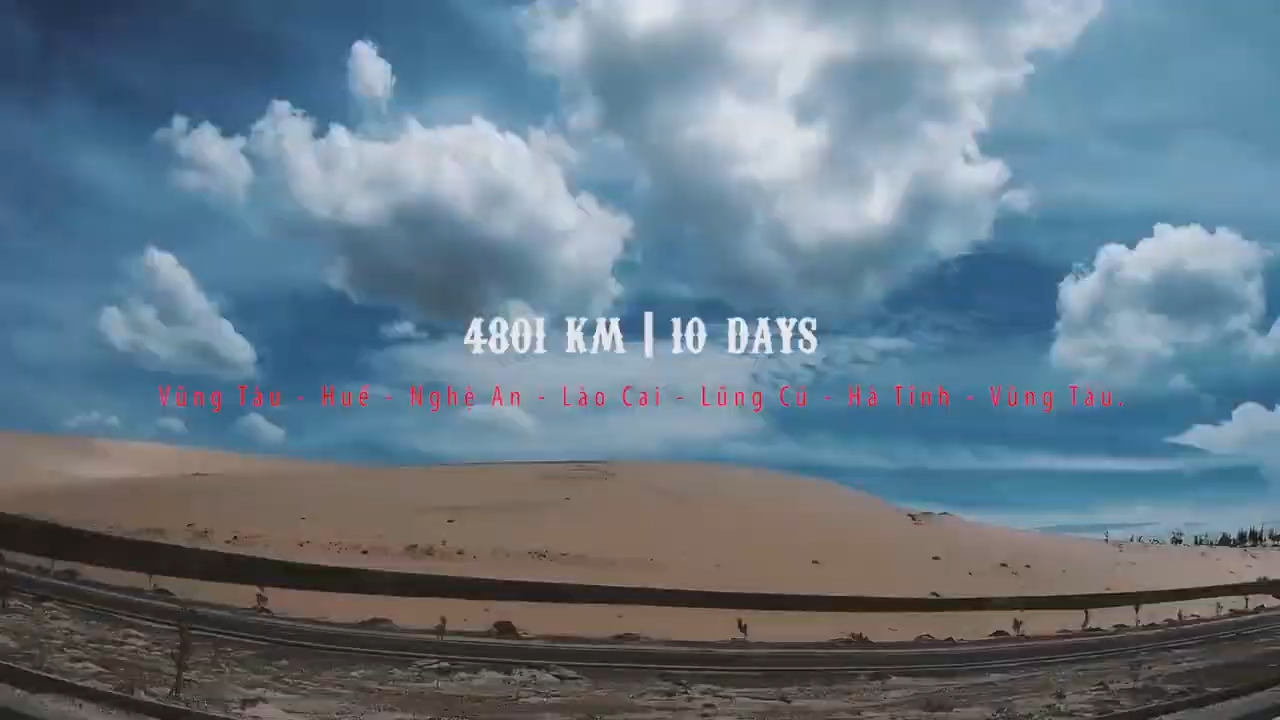 4801 KM | 10 DAYS
Vũng Tàu - Huế - Nghệ An - Lào Cai - Lũng Cú - Hà Tĩnh - Vũng Tàu.